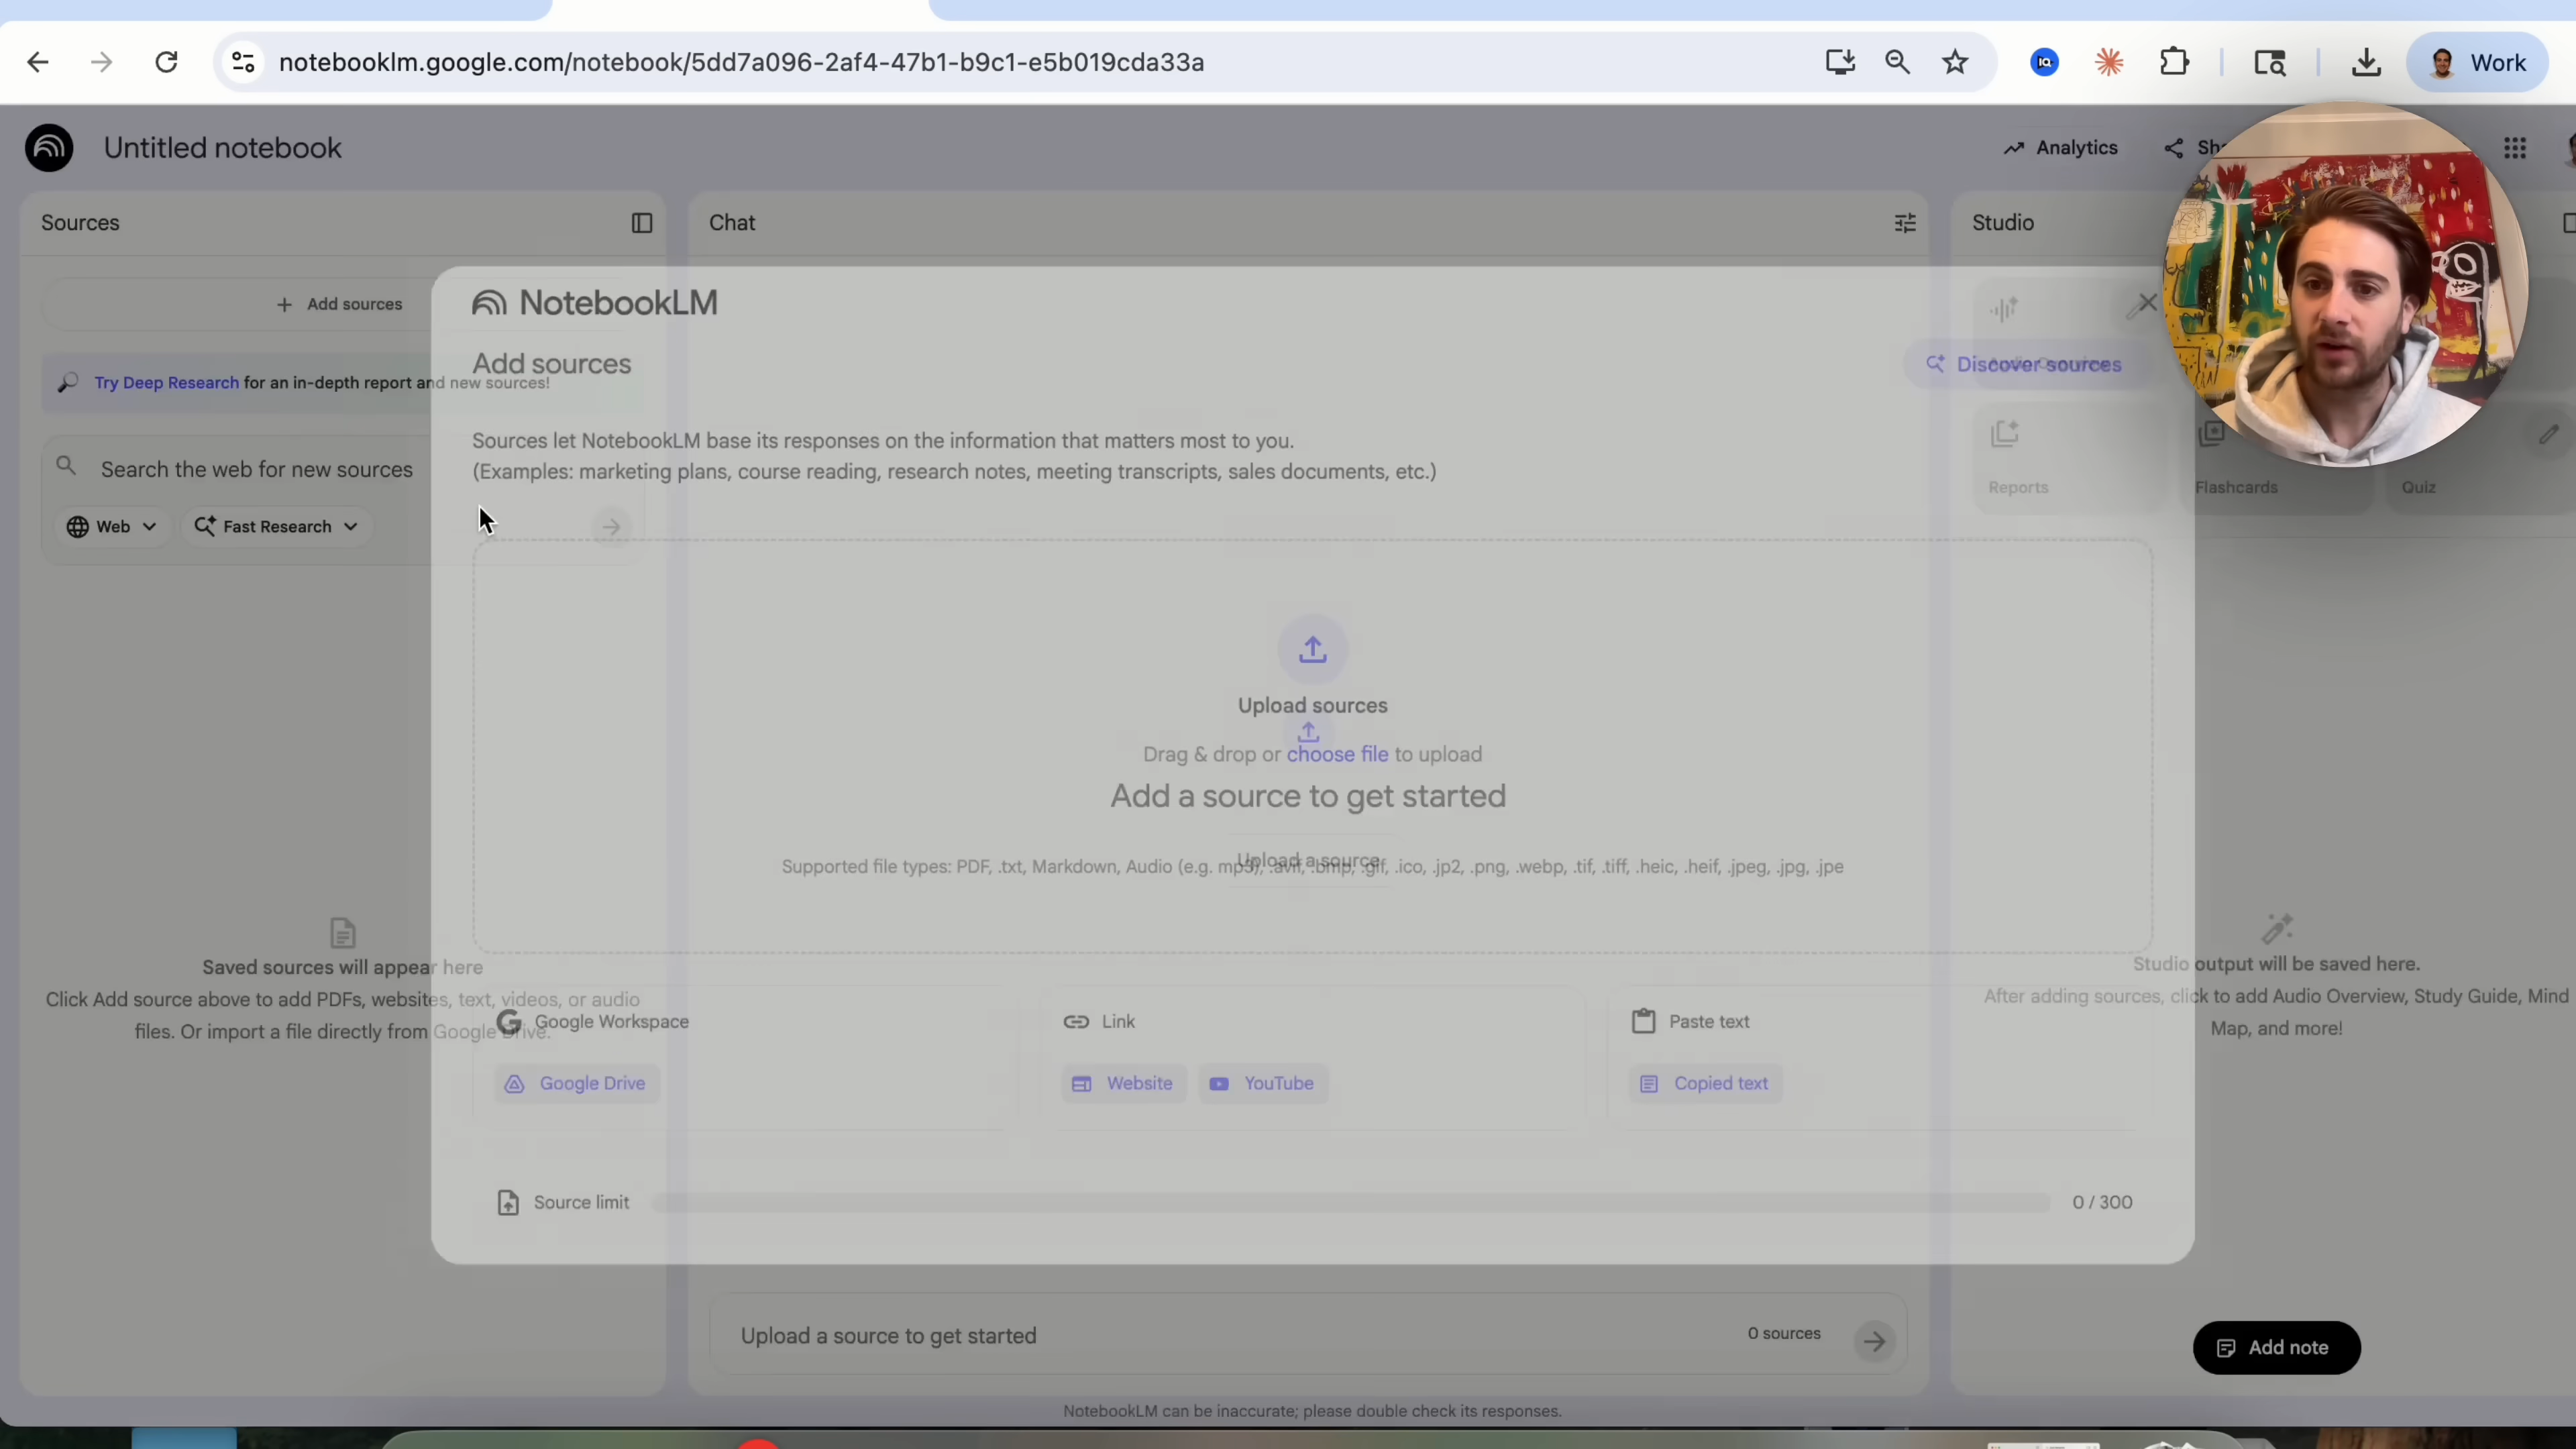 notebooklm.google.com/notebook/5dd7a096-2af4-47b1-b9c1-e5b019cda33a
Work
Untitled notebook
Analytics
Sources
Chat
Studio
Add sources
Try Deep Research for an in-depth report and new sources!
Search the web for new sources
Web
Fast Research
NotebookLM
Add sources
Discover sources
Sources let NotebookLM base its responses on the information that matters most to you.
(Examples: marketing plans, course reading, research notes, meeting transcripts, sales documents, etc.)
Reports
Flashcards
Quiz
Upload sources
Drag & drop or choose file to upload
Add a source to get started
Upload a source
Supported file types: PDF, .txt, Markdown, Audio (e.g. mp3), .avif, .bmp, .gif, .ico, .jp2, .png, .webp, .tif, .tiff, .heic, .heif, .jpeg, .jpg, .jpe
Saved sources will appear here
Click Add source above to add PDFs, websites, text, videos, or audio
files. Or import a file directly from Google Drive.
Studio output will be saved here.
After adding sources, click to add Audio Overview, Study Guide, Mind
Map, and more!
Google Workspace
Link
Paste text
Google Drive
Website
YouTube
Copied text
Source limit
0 / 300
Upload a source to get started
0 sources
Add note
NotebookLM can be inaccurate; please double check its responses.